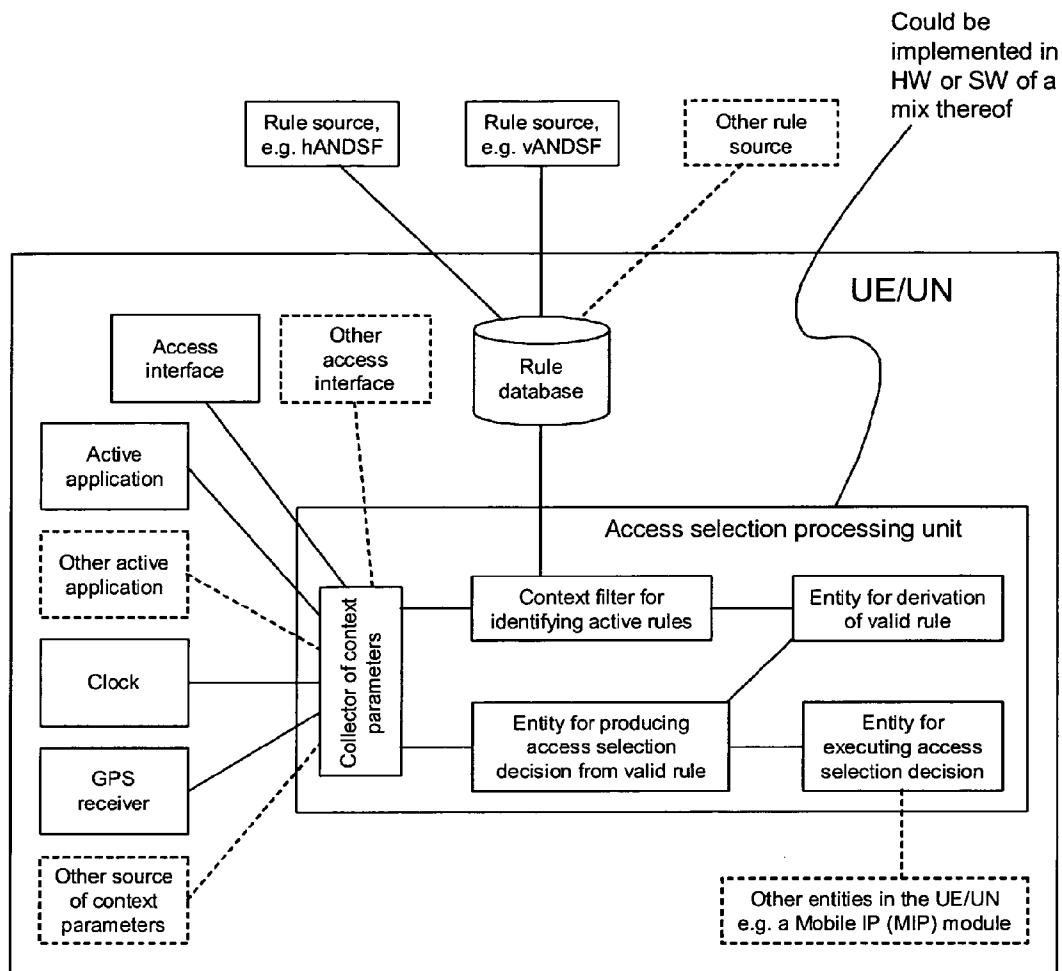 Could be
implemented in
HW or SW of a
mix thereof
Rule source,
e.g. hANDSF
Rule source,
e.g. vANDSF
Other rule
source
UE/UN
Access
interface
Other
access
interface
Rule
database
Active
application
Other active
application
Clock
GPS
receiver
Other source
of context
parameters
Collector of context
parameters
Access selection processing unit
Context filter for
identifying active rules
Entity for derivation
of valid rule
Entity for producing
access selection
decision from valid rule
Entity for
executing access
selection decision
Other entities in the UE/UN
e.g. a Mobile IP (MIP) module